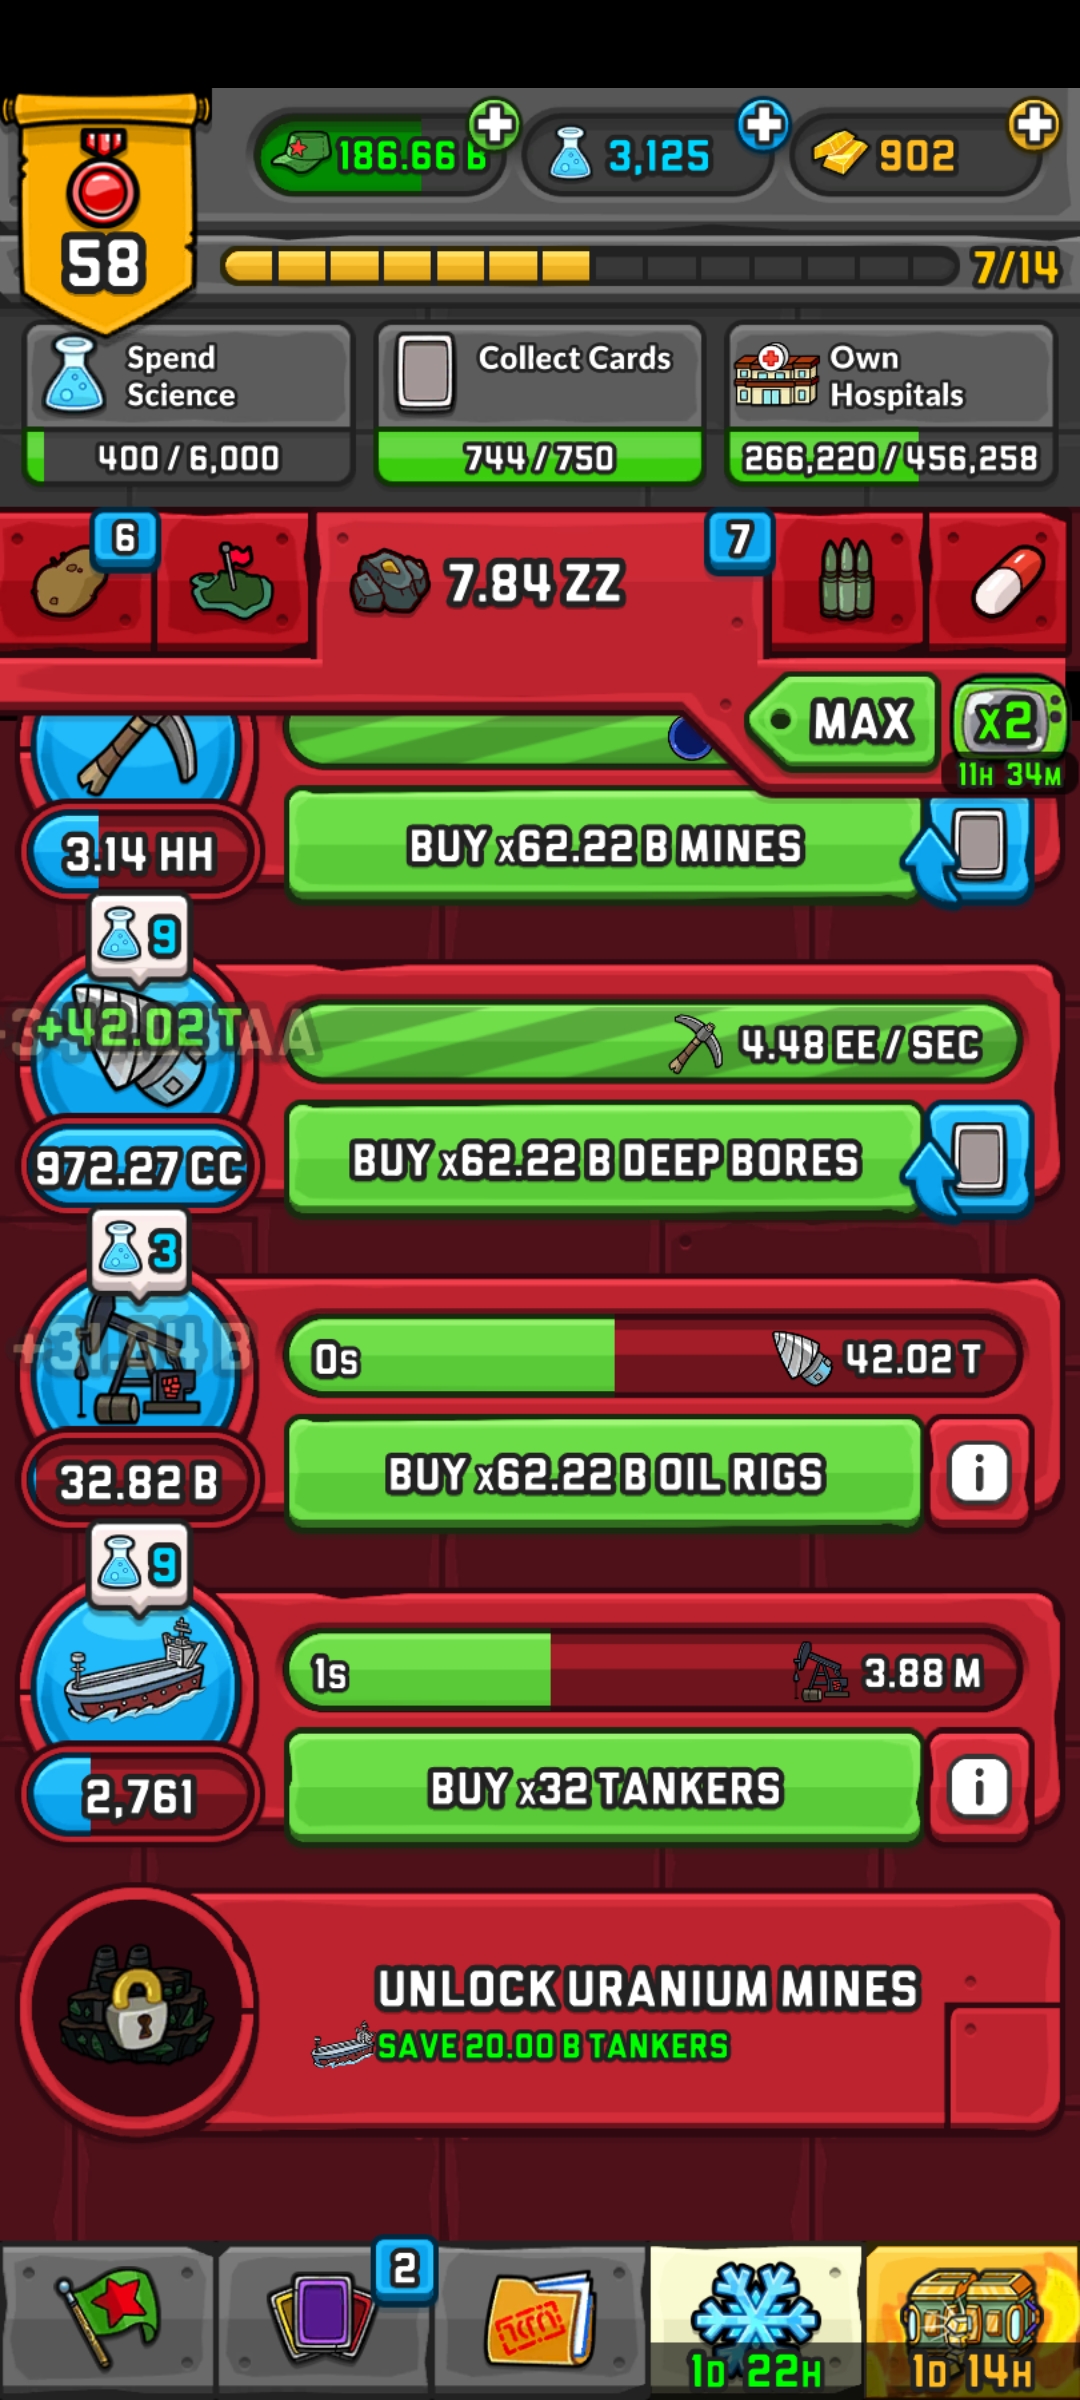 186.66 B
3,125
902
58
7/14
Spend
Science
Collect Cards
Own
Hospitals
400 / 6,000
744 / 750
266,220 / 456,258
6
7.84 ZZ
7
MAX
x2
11H 34M
3.14 HH
BUY x62.22 B MINES
9
+42.02 T
AA
4.48 EE / SEC
972.27 CC
BUY x62.22 B DEEP BORES
3
0s
42.02 T
32.82 B
BUY x62.22 B OIL RIGS
i
9
1s
3.88 M
2,761
BUY x32 TANKERS
i
UNLOCK URANIUM MINES
SAVE 20.00 B TANKERS
2
1D 22H
1D 14H